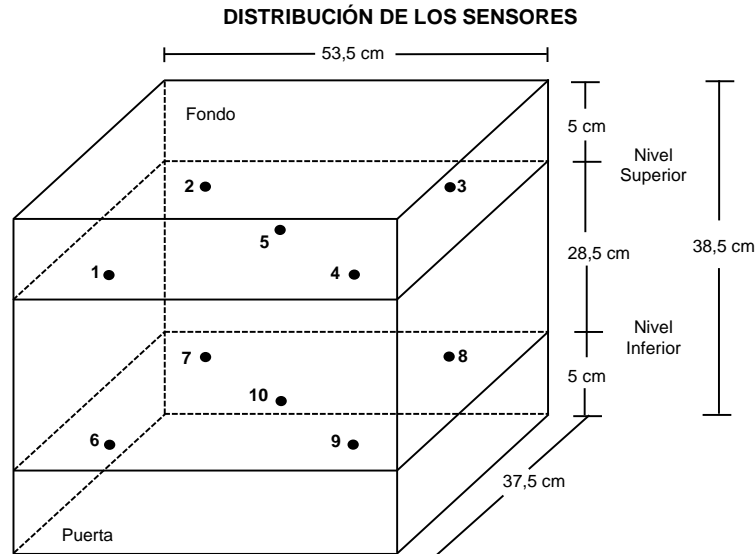 DISTRIBUCIÓN DE LOS SENSORES
53,5 cm
Fondo
5 cm
Nivel
Superior
2
3
5
1
4
28,5 cm
38,5 cm
Nivel
Inferior
7
8
5 cm
10
6
9
37,5 cm
Puerta